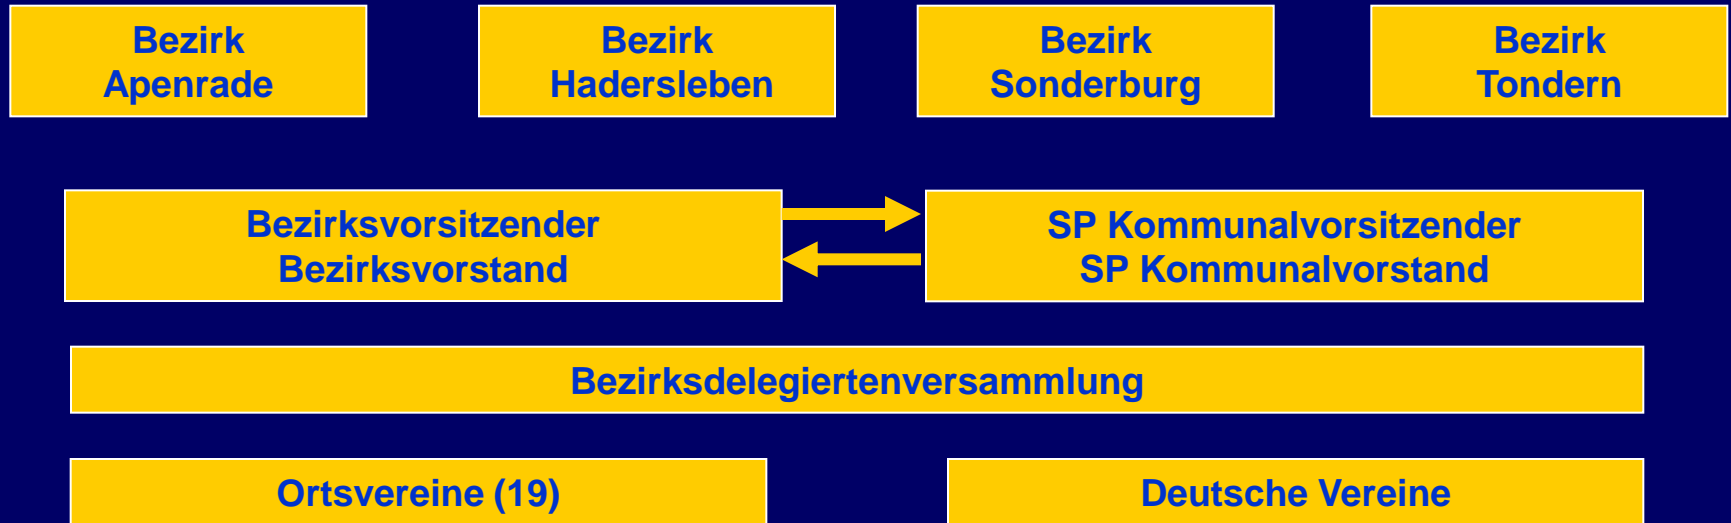 Bezirk
Apenrade
Bezirk
Hadersleben
Bezirk
Sonderburg
Bezirk
Tondern
Bezirksvorsitzender
Bezirksvorstand
SP Kommunalvorsitzender
SP Kommunalvorstand
Bezirksdelegiertenversammlung
Ortsvereine (19)
Deutsche Vereine